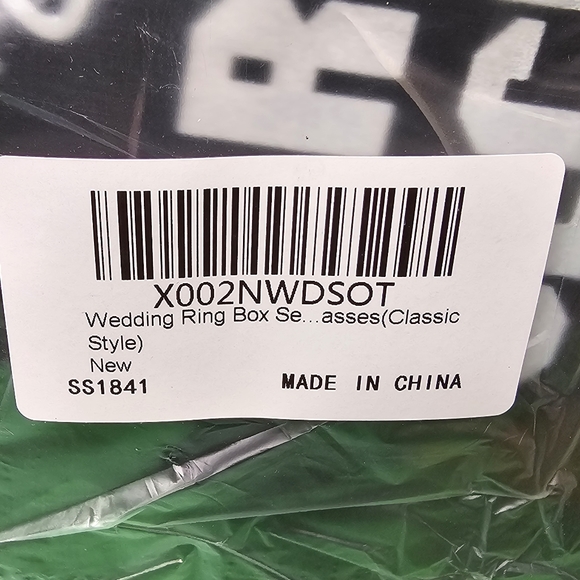 X002NWDSOT
Wedding Ring Box Se...asses(Classic
Style)
New
SS1841 MADE IN CHINA